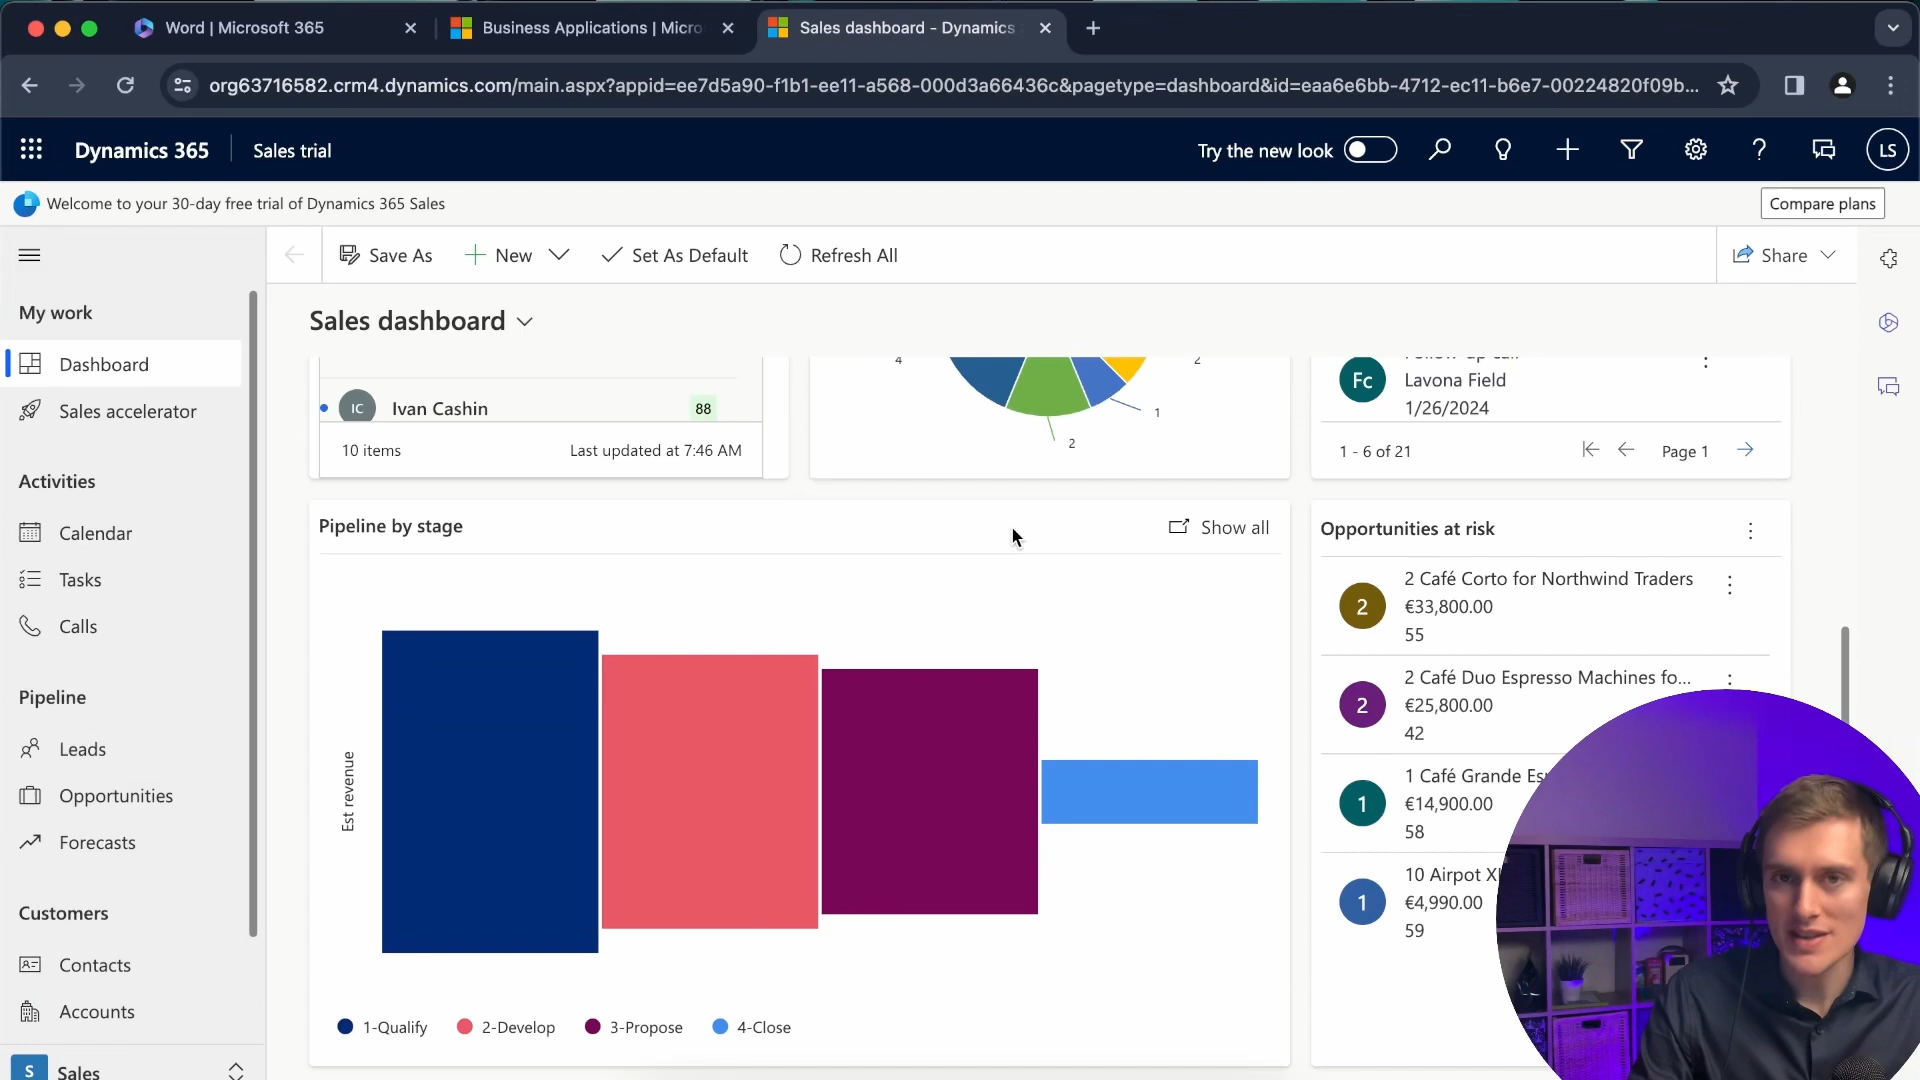 Word | Microsoft 365
Business Applications | Micro
Sales dashboard - Dynamics
org63716582.crm4.dynamics.com/main.aspx?appid=ee7d5a90-f1b1-ee11-a568-000d3a66436c&pagetype=dashboard&id=eaa6e6bb-4712-ec11-b6e7-00224820f09b...
Dynamics 365
Sales trial
Try the new look
LS
Welcome to your 30-day free trial of Dynamics 365 Sales
Compare plans
Save As
New
Set As Default
Refresh All
Share
My work
Dashboard
Sales accelerator
Activities
Calendar
Tasks
Calls
Pipeline
Leads
Opportunities
Forecasts
Customers
Contacts
Accounts
S Sales
Sales dashboard
IC Ivan Cashin 88
10 items
Last updated at 7:46 AM
4
2
1
2
Follow-up call
Fc
Lavona Field
1/26/2024
1 - 6 of 21
Page 1
Pipeline by stage
Show all
Est revenue
1-Qualify
2-Develop
3-Propose
4-Close
Opportunities at risk
2
2 Café Corto for Northwind Traders
€33,800.00
55
2
2 Café Duo Espresso Machines fo...
€25,800.00
42
1
1 Café Grande Es
€14,900.00
58
1
10 Airpot X
€4,990.00
59